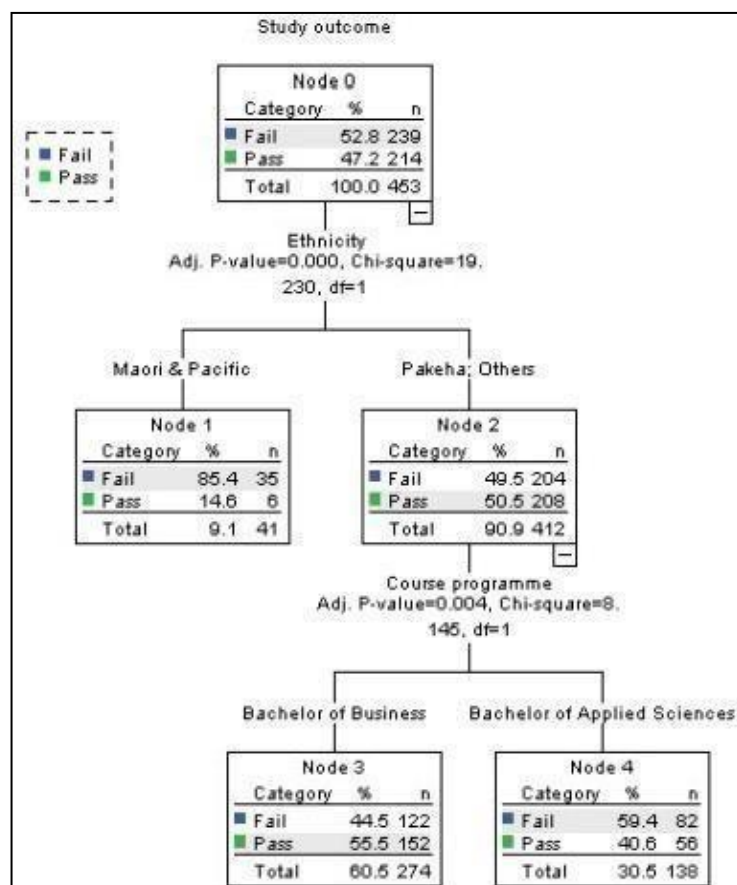 Study outcome
Fail
Pass
Node 0
Category % n
Fail 52.8 239
Pass 47.2 214
Total 100.0 453
Ethnicity
Adj. P-value=0.000, Chi-square=19.
230, df=1
Maori & Pacific
Node 1
Category % n
Fail 85.4 35
Pass 14.6 6
Total 9.1 41
Pakeha; Others
Node 2
Category % n
Fail 49.5 204
Pass 50.5 208
Total 90.9 412
Course programme
Adj. P-value=0.004, Chi-square=8.
145, df=1
Bachelor of Business
Node 3
Category % n
Fail 44.5 122
Pass 55.5 152
Total 60.5 274
Bachelor of Applied Sciences
Node 4
Category % n
Fail 59.4 82
Pass 40.6 56
Total 30.5 138